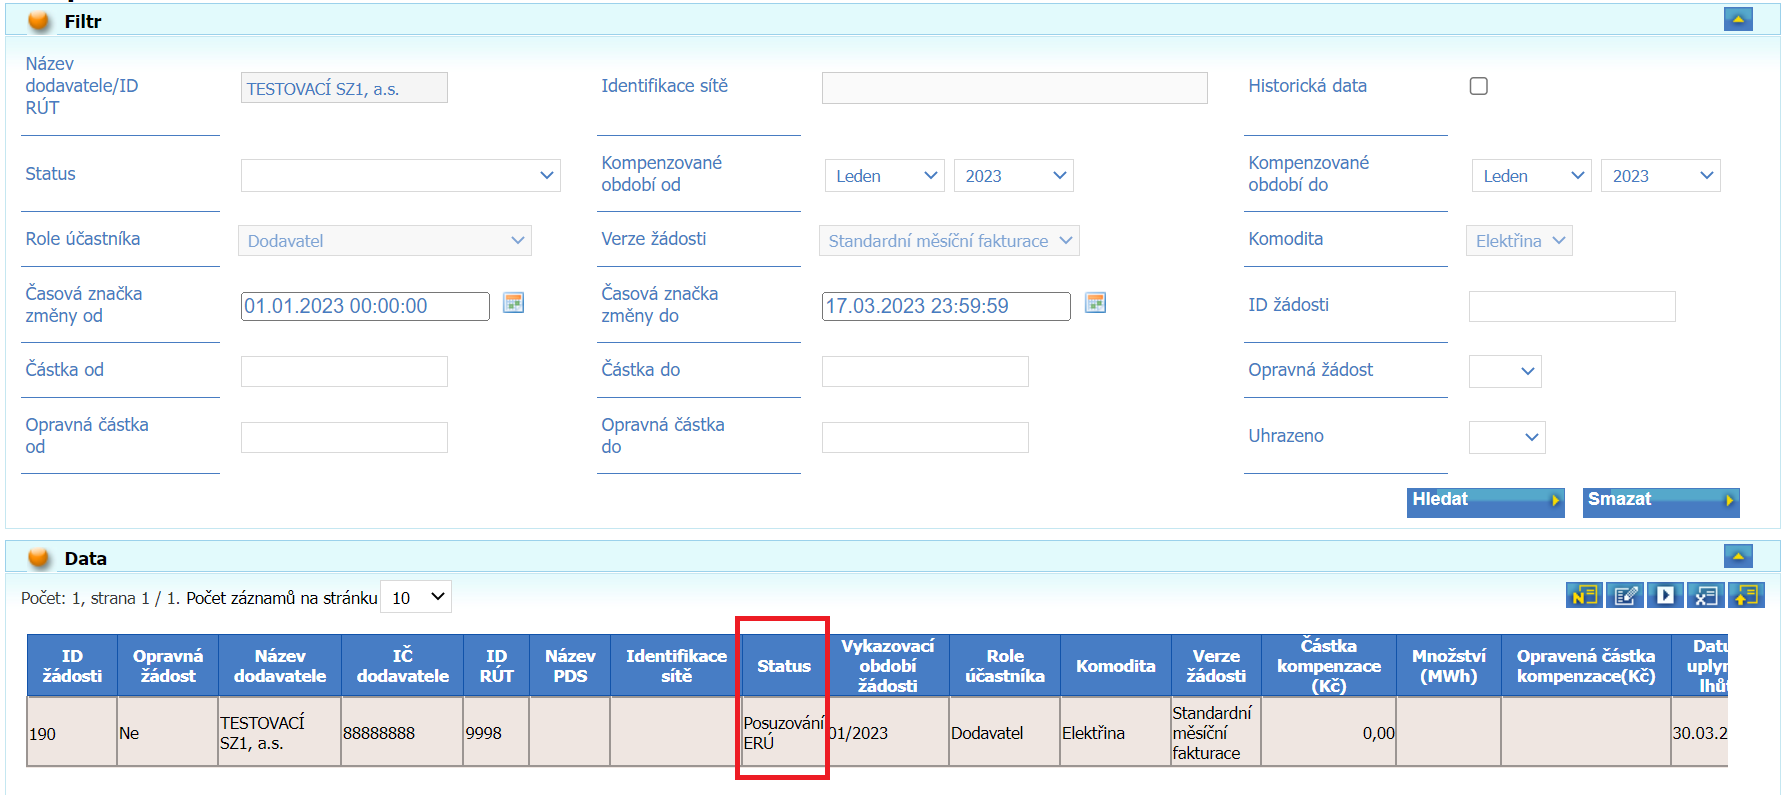 Filtr
Název
dodavatele/ID
RÚT
TESTOVACÍ SZ1, a.s.
Identifikace sítě
Historická data
Status
Kompenzované
období od
Leden
2023
Kompenzované
období do
Leden
2023
Role účastníka
Dodavatel
Verze žádosti
Standardní měsíční fakturace
Komodita
Elektřina
Časová značka
změny od
01.01.2023 00:00:00
Časová značka
změny do
17.03.2023 23:59:59
ID žádosti
Částka od
Částka do
Opravná žádost
Opravná částka
od
Opravná částka
do
Uhrazeno
Hledat
Smazat
Data
Počet: 1, strana 1 / 1. Počet záznamů na stránku 10
ID
žádosti
Opravná
žádost
Název
dodavatele
IČ
dodavatele
ID
RÚT
Název
PDS
Identifikace
sítě
Status
Vykazovací
období
žádosti
Role
účastníka
Komodita
Verze
žádosti
Částka
kompenzace
(Kč)
Množství
(MWh)
Opravená částka
kompenzace(Kč)
Datu
uplyn
lhůt
190
Ne
TESTOVACÍ
SZ1, a.s.
88888888
9998
Posuzování
ERÚ
01/2023
Dodavatel
Elektřina
Standardní
měsíční
fakturace
0,00
30.03.2